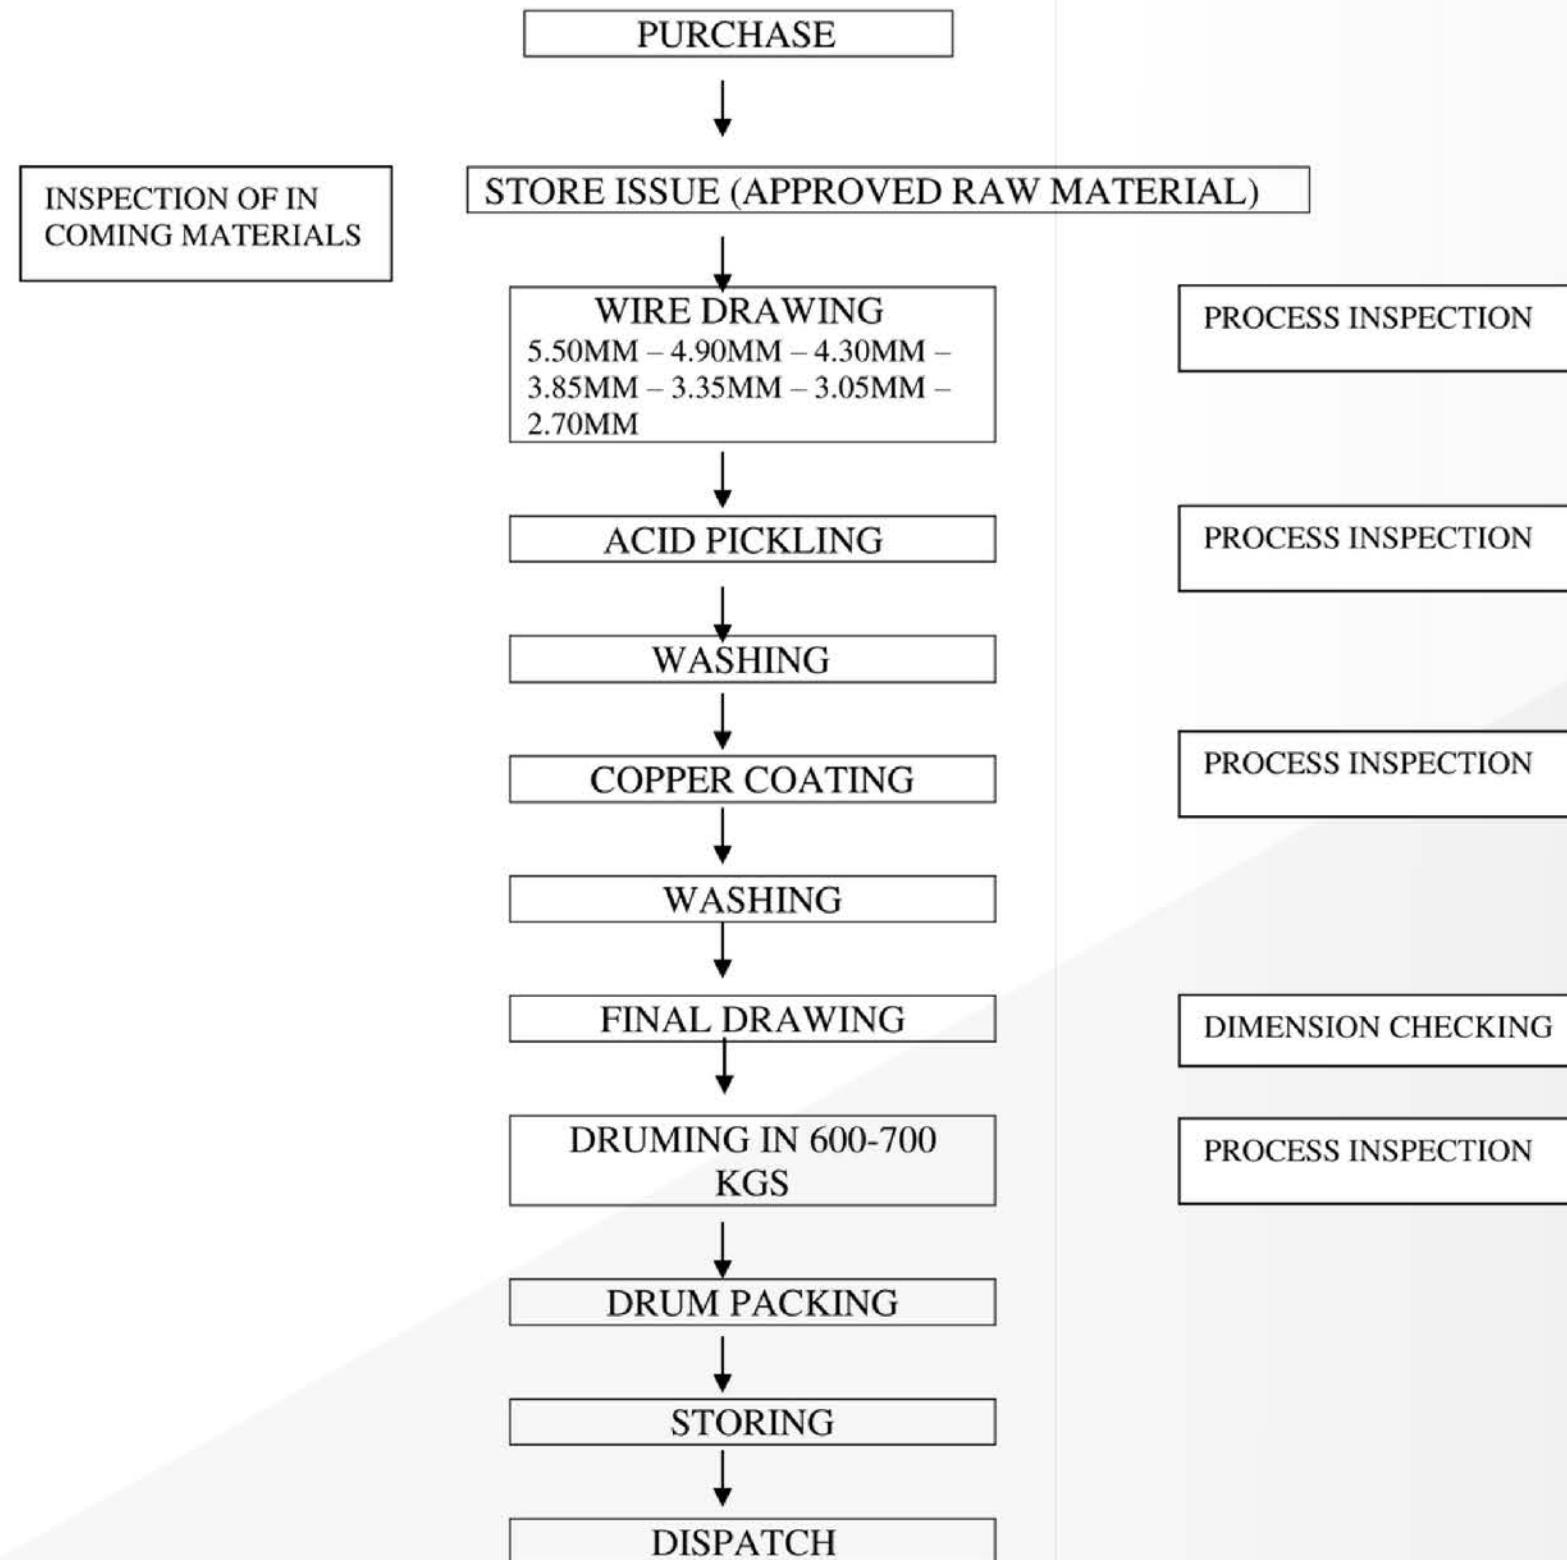 PURCHASE
INSPECTION OF IN
COMING MATERIALS
STORE ISSUE (APPROVED RAW MATERIAL)
WIRE DRAWING
5.50MM – 4.90MM – 4.30MM –
3.85MM – 3.35MM – 3.05MM –
2.70MM
PROCESS INSPECTION
ACID PICKLING
PROCESS INSPECTION
WASHING
COPPER COATING
PROCESS INSPECTION
WASHING
FINAL DRAWING
DIMENSION CHECKING
DRUMING IN 600-700
KGS
PROCESS INSPECTION
DRUM PACKING
STORING
DISPATCH